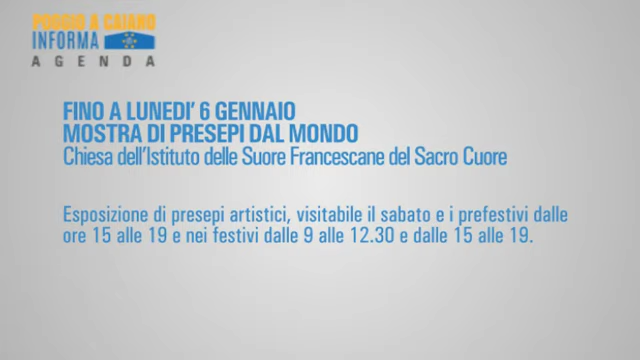 POGGIO A CAIANO
INFORMA
AGENDA
FINO A LUNEDI' 6 GENNAIO
MOSTRA DI PRESEPI DAL MONDO
Chiesa dell'Istituto delle Suore Francescane del Sacro Cuore
Esposizione di presepi artistici, visitabile il sabato e i prefestivi dalle
ore 15 alle 19 e nei festivi dalle 9 alle 12.30 e dalle 15 alle 19.